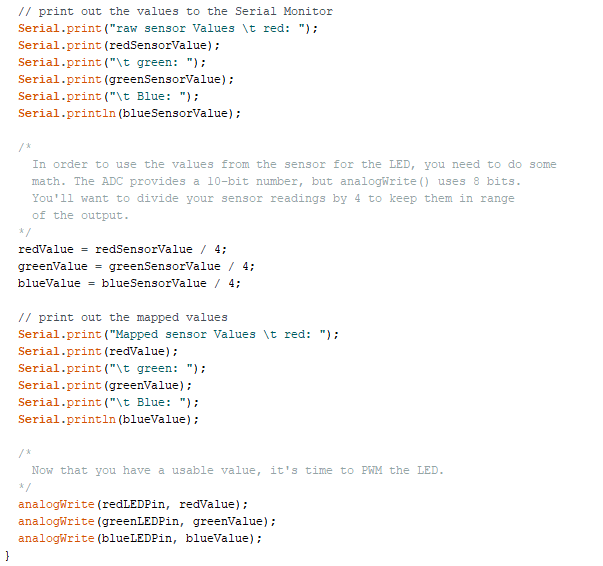 // print out the values to the Serial Monitor
Serial.print("raw sensor Values \t red: ");
Serial.print(redSensorValue);
Serial.print("\t green: ");
Serial.print(greenSensorValue);
Serial.print("\t Blue: ");
Serial.println(blueSensorValue);
/*
In order to use the values from the sensor for the LED, you need to do some
math. The ADC provides a 10-bit number, but analogWrite() uses 8 bits.
You'll want to divide your sensor readings by 4 to keep them in range
of the output.
*/
redValue = redSensorValue / 4;
greenValue = greenSensorValue / 4;
blueValue = blueSensorValue / 4;
// print out the mapped values
Serial.print("Mapped sensor Values \t red: ");
Serial.print(redValue);
Serial.print("\t green: ");
Serial.print(greenValue);
Serial.print("\t Blue: ");
Serial.println(blueValue);
/*
Now that you have a usable value, it's time to PWM the LED.
*/
analogWrite(redLEDPin, redValue);
analogWrite(greenLEDPin, greenValue);
analogWrite(blueLEDPin, blueValue);
}